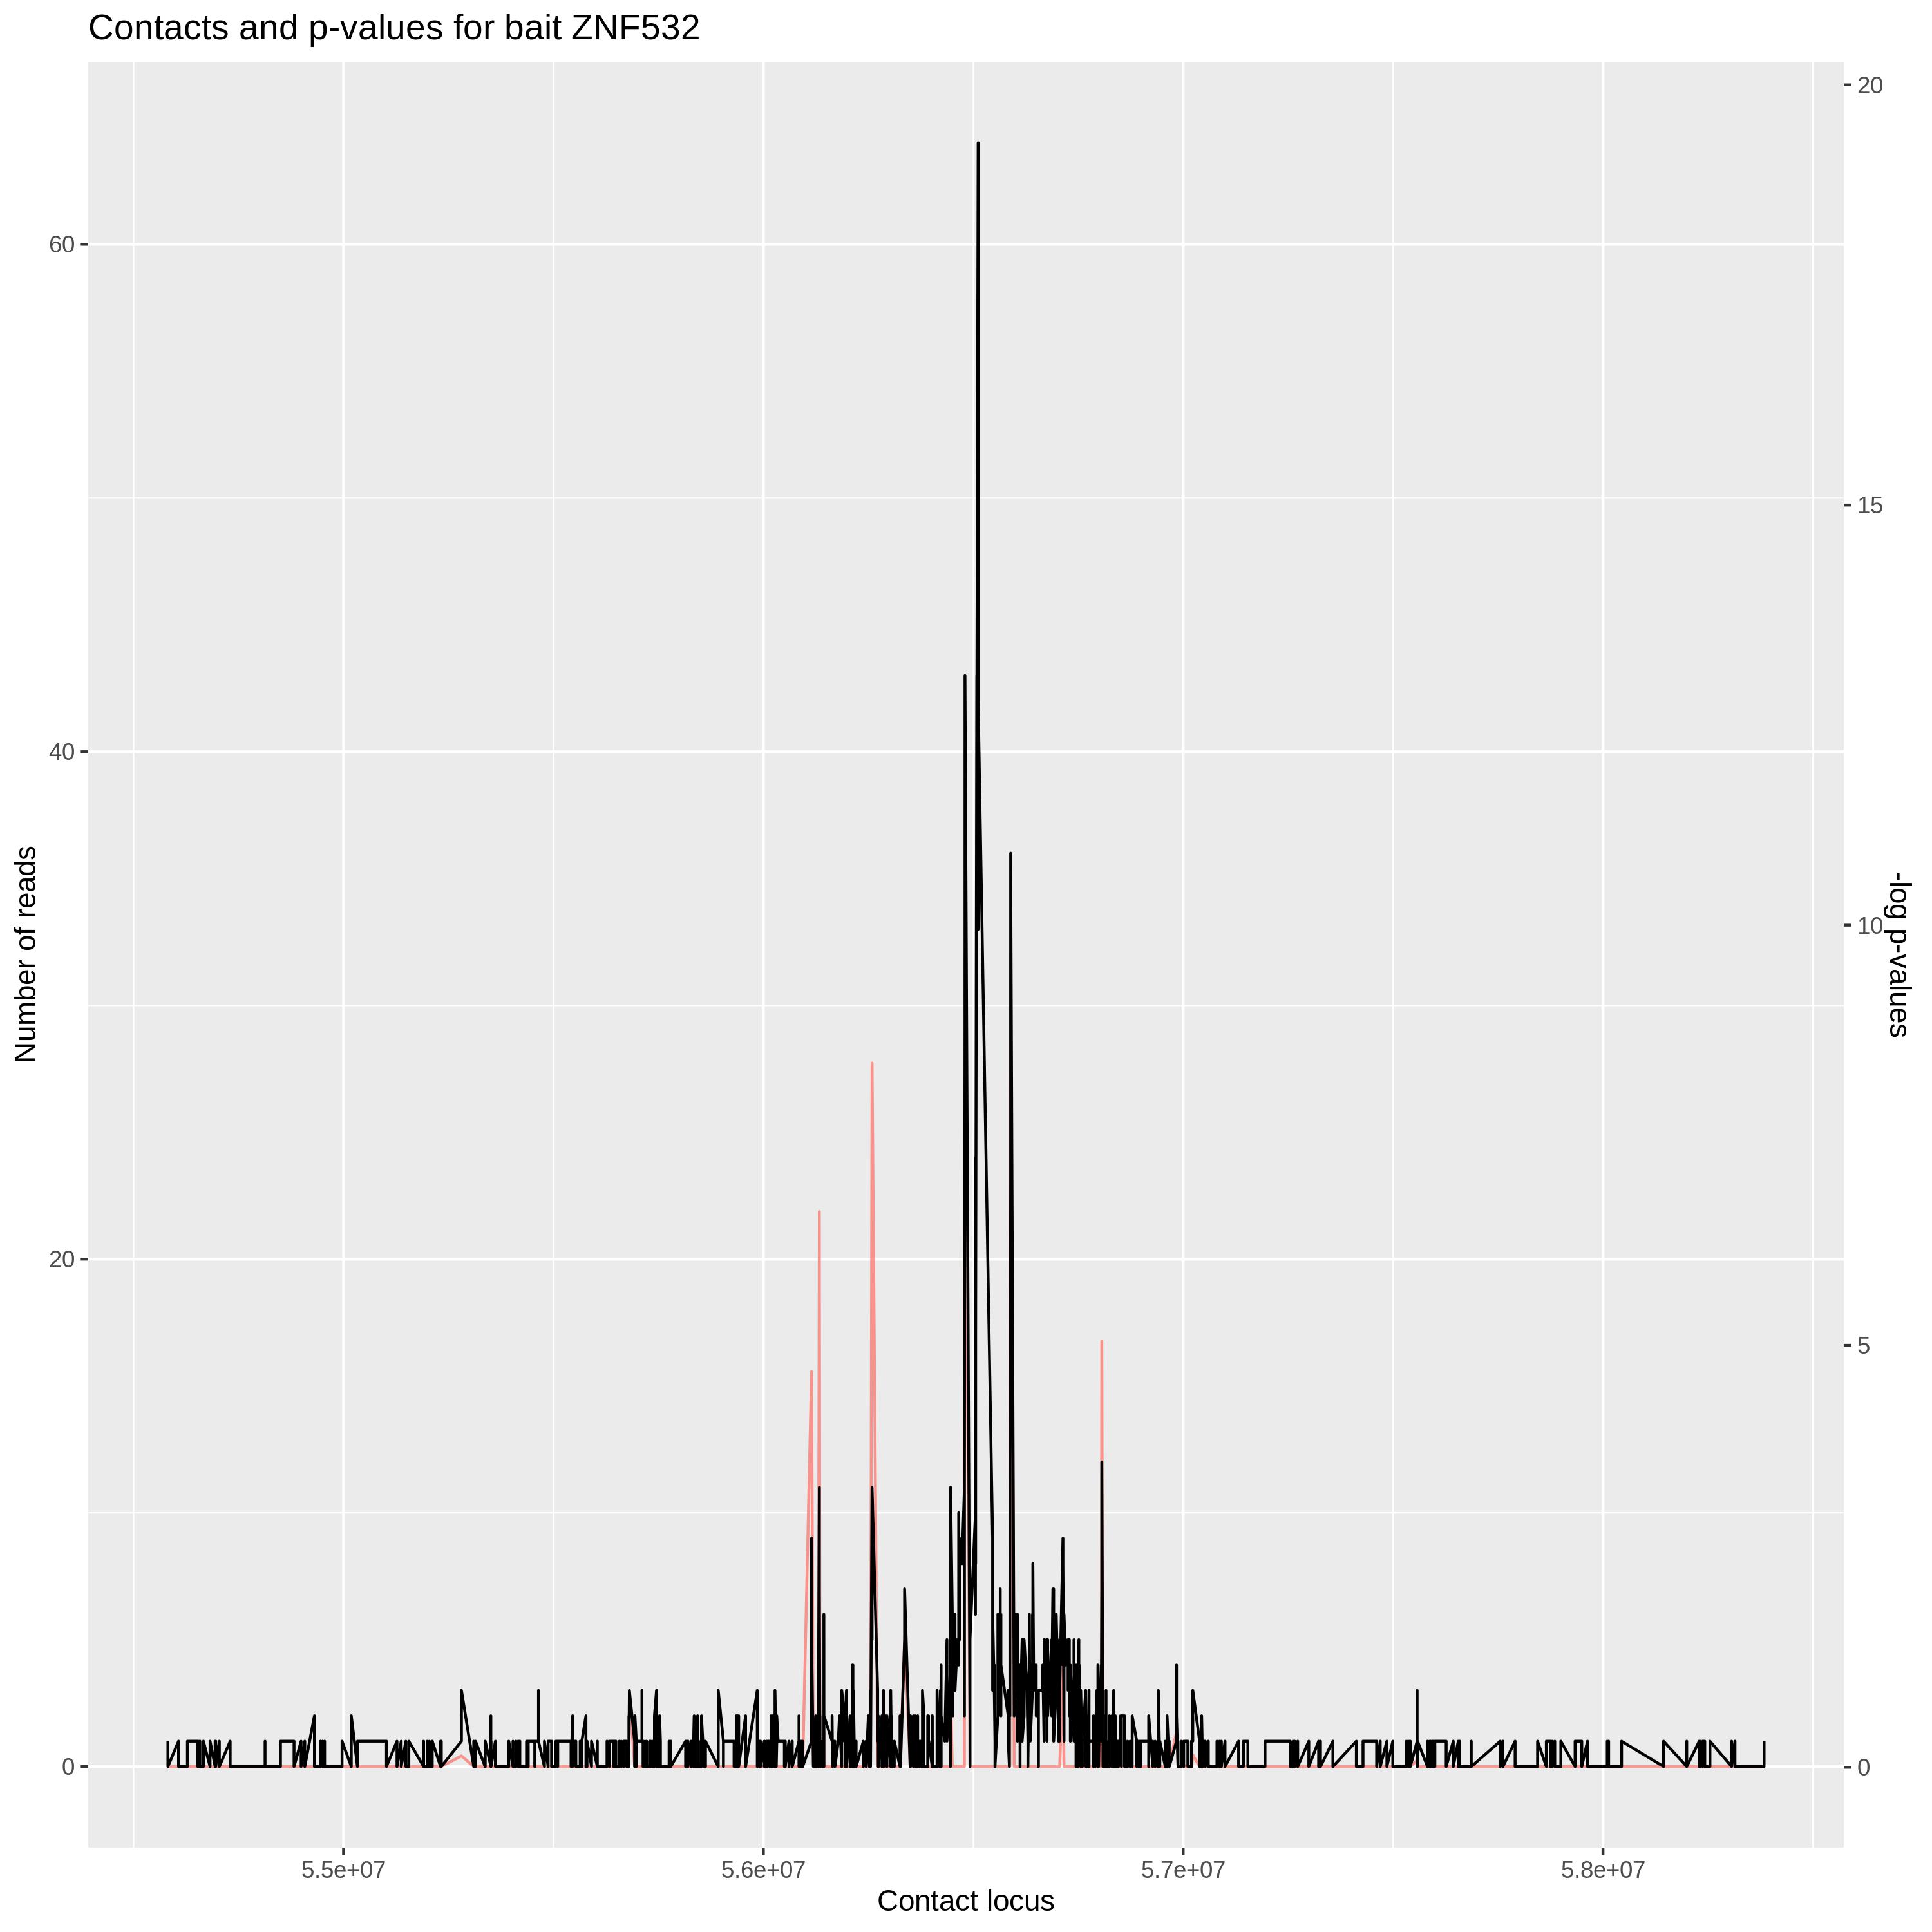 Contacts and p-values for bait ZNF532
Number of reads
60
40
20
0
20
15
10
5
0
-log p-values
5.5e+07
5.6e+07
5.7e+07
5.8e+07
Contact locus